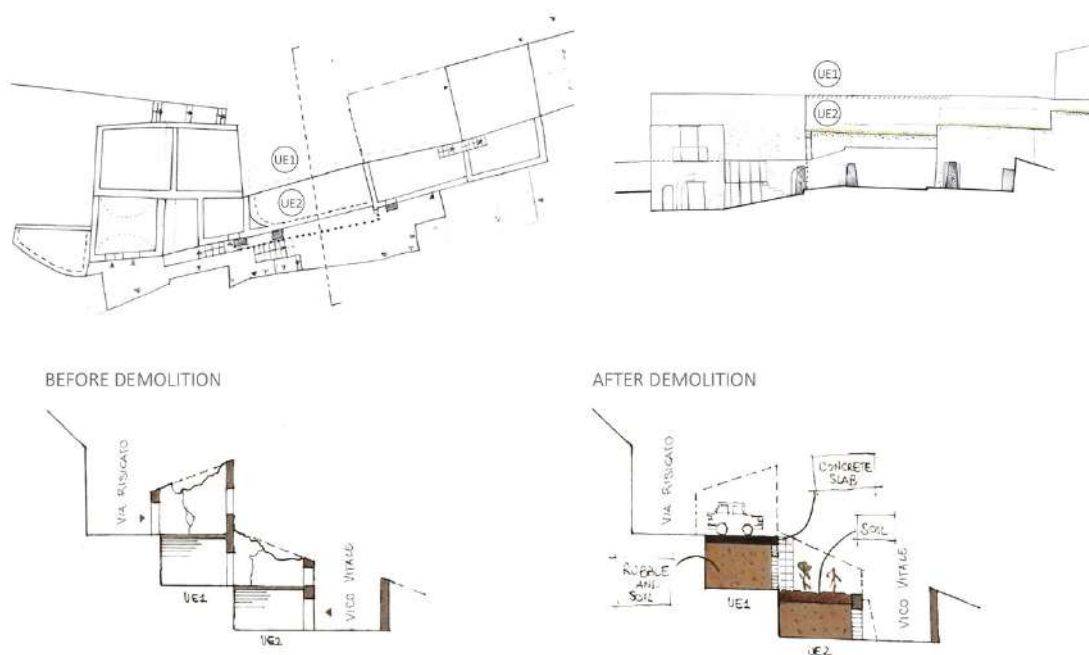 UE1
UE2
UE1
UE2
BEFORE DEMOLITION
VIA RISICATO
UE1
UE2
VICO VITALE
AFTER DEMOLITION
VIA RISICATO
CONCRETE
SLAB
SOIL
RUBBLE
AND
SOIL
UE1
UE2
VICO VITALE